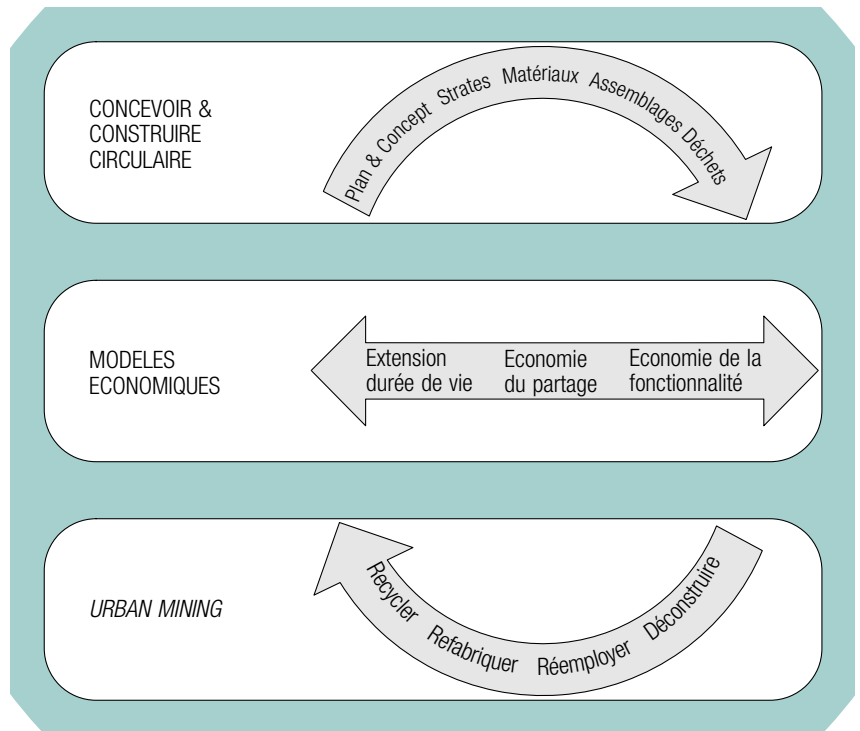 CONCEVOIR &
CONSTRUIRE
CIRCULAIRE
Plan & Concept Strates Matériaux Assemblages Déchets
MODELES
ECONOMIQUES
Extension
durée de vie
Economie
du partage
Economie de la
fonctionnalité
URBAN MINING
Recycler Refabriquer Réemployer Déconstruire